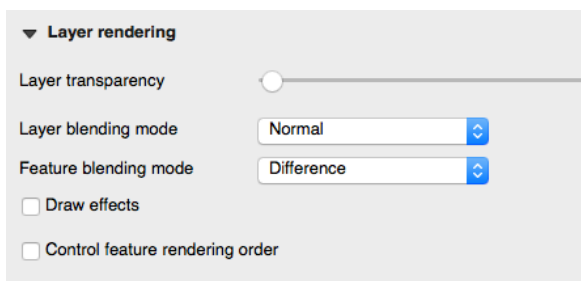 Layer rendering
Layer transparency
Layer blending mode Normal
Feature blending mode Difference
Draw effects
Control feature rendering order